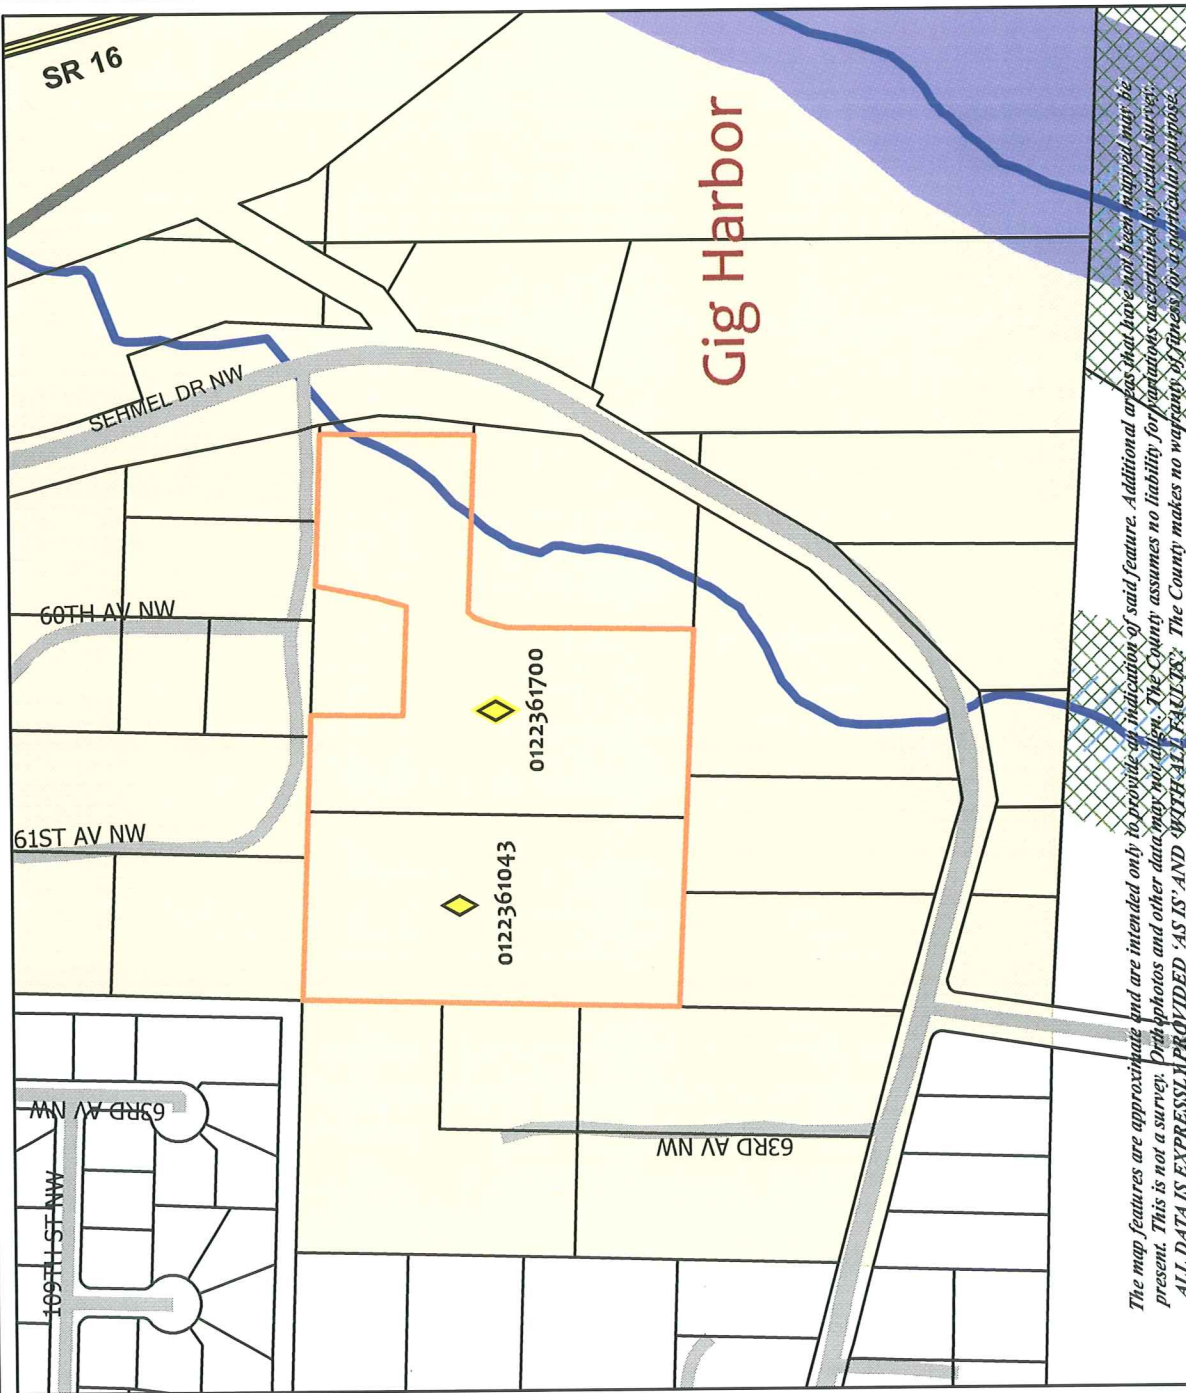 SR 16
Gig Harbor
SEHMEL DR NW
60TH AV NW
61ST AV NW
0122361700
0122361043
63RD AV NW
63RD AV NW
109TH ST NW
The map features are approximate and are intended only to provide an indication of said feature. Additional areas that have not been mapped may be
present. This is not a survey. Orthophotos and other data may not align. The County assumes no liability for variations ascertained by actual survey.
ALL DATA IS EXPRESSLY PROVIDED 'AS IS' AND 'WITH ALL FAULTS'. The County makes no warranty of fitness for a particular purpose.